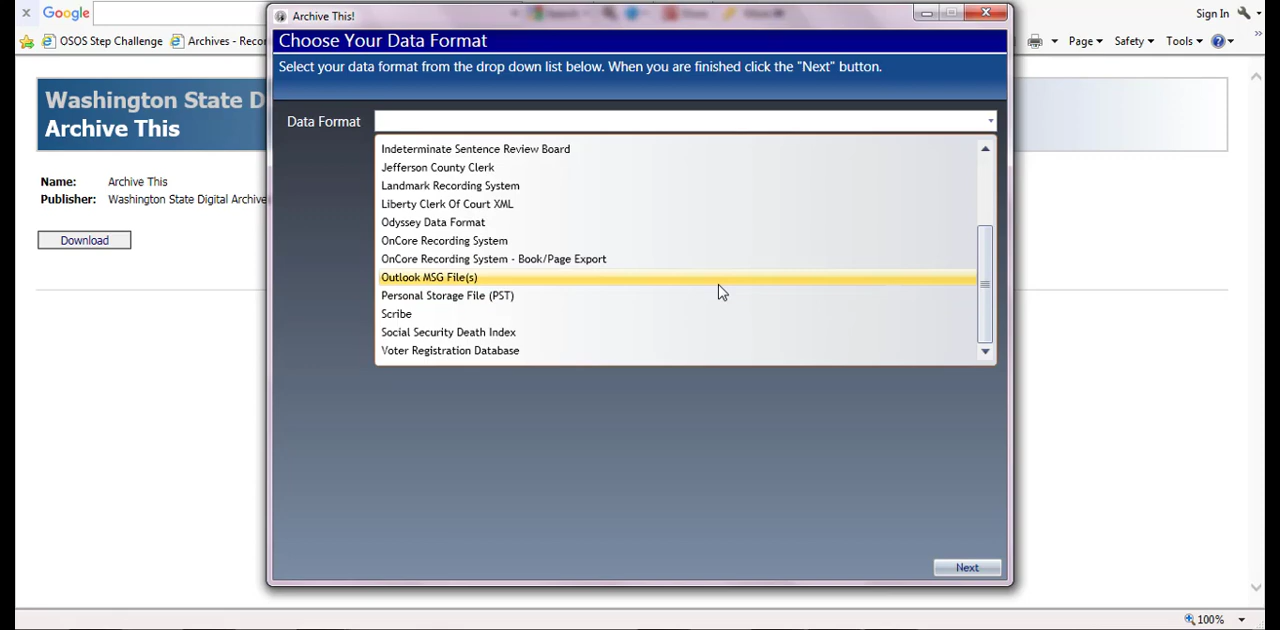 x Google
Archive This!
Sign In
OSOS Step Challenge
Archives - Recor
Page
Safety
Tools
Choose Your Data Format
Select your data format from the drop down list below. When you are finished click the "Next" button.
Washington State D
Archive This
Data Format
Indeterminate Sentence Review Board
Jefferson County Clerk
Landmark Recording System
Liberty Clerk Of Court XML
Odyssey Data Format
OnCore Recording System
OnCore Recording System - Book/Page Export
Outlook MSG File(s)
Personal Storage File (PST)
Scribe
Social Security Death Index
Voter Registration Database
Name: Archive This
Publisher: Washington State Digital Archive
Download
Next
100%